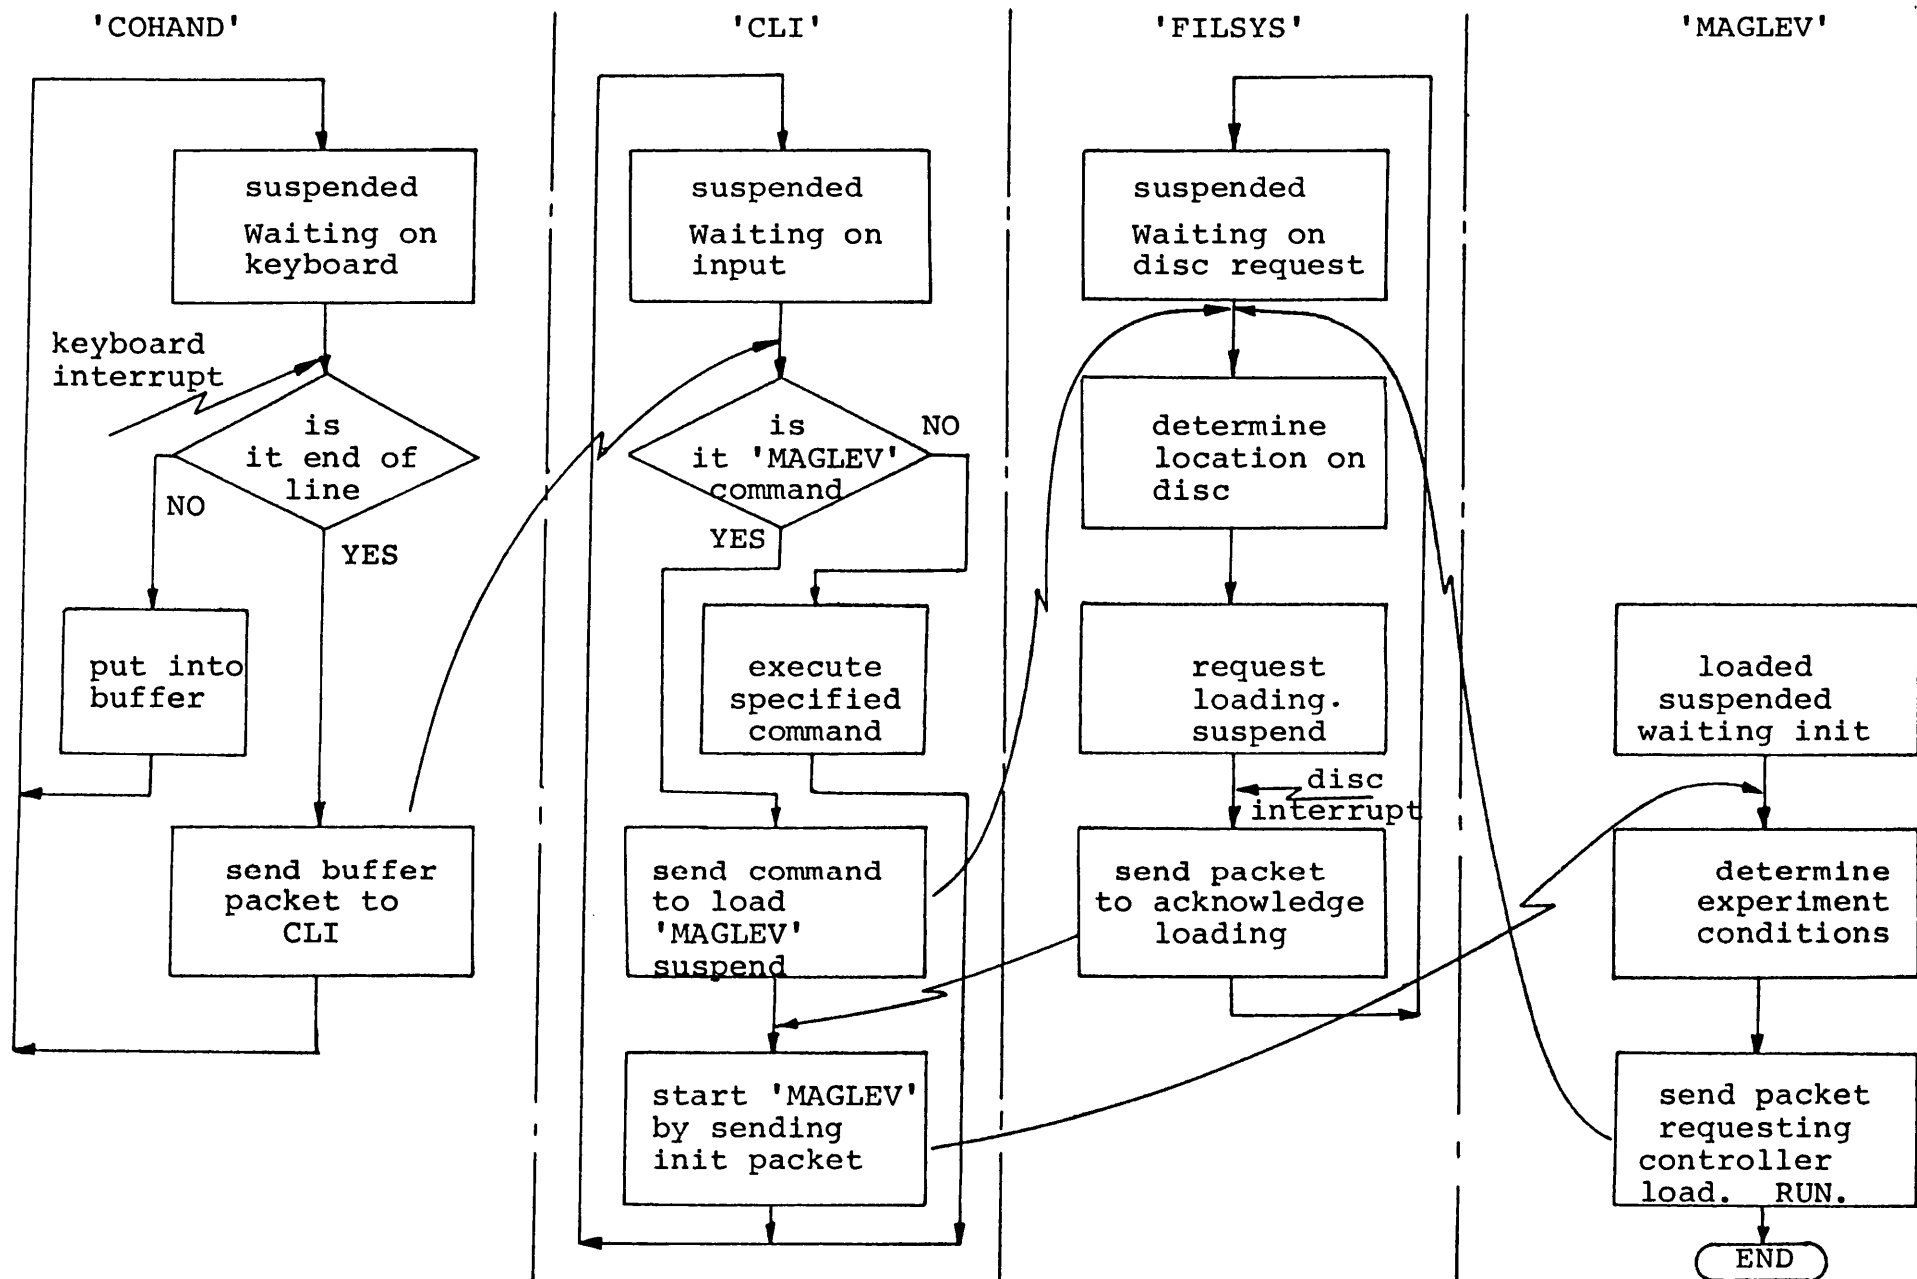 'COHAND'
'CLI'
'FILSYS'
'MAGLEV'
suspended
Waiting on
keyboard
keyboard
interrupt
is
it end of
line
NO
YES
put into
buffer
send buffer
packet to
CLI
suspended
Waiting on
input
is
it 'MAGLEV'
command
NO
YES
execute
specified
command
send command
to load
'MAGLEV'
suspend
start 'MAGLEV'
by sending
init packet
suspended
Waiting on
disc request
determine
location on
disc
request
loading.
suspend
disc
interrupt
send packet
to acknowledge
loading
loaded
suspended
waiting init
determine
experiment
conditions
send packet
requesting
controller
load. RUN.
END